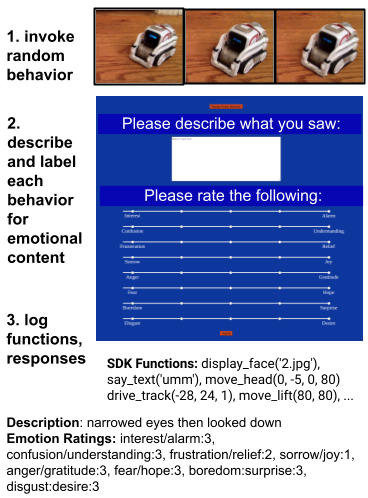 1. invoke
random
behavior
2.
describe
and label
each
behavior
for
emotional
content
Please describe what you saw:
Please rate the following:
Interest Alarm
Confusion Understanding
Frustration Relief
Sorrow Joy
Anger Gratitude
Fear Hope
Boredom Surprise
Disgust Desire
3. log
functions,
responses
SDK Functions: display_face('2.jpg'),
say_text('umm'), move_head(0, -5, 0, 80)
drive_track(-28, 24, 1), move_lift(80, 80), ...
Description: narrowed eyes then looked down
Emotion Ratings: interest/alarm:3,
confusion/understanding:3, frustration/relief:2, sorrow/joy:1,
anger/gratitude:3, fear/hope:3, boredom:surprise:3,
disgust:desire:3